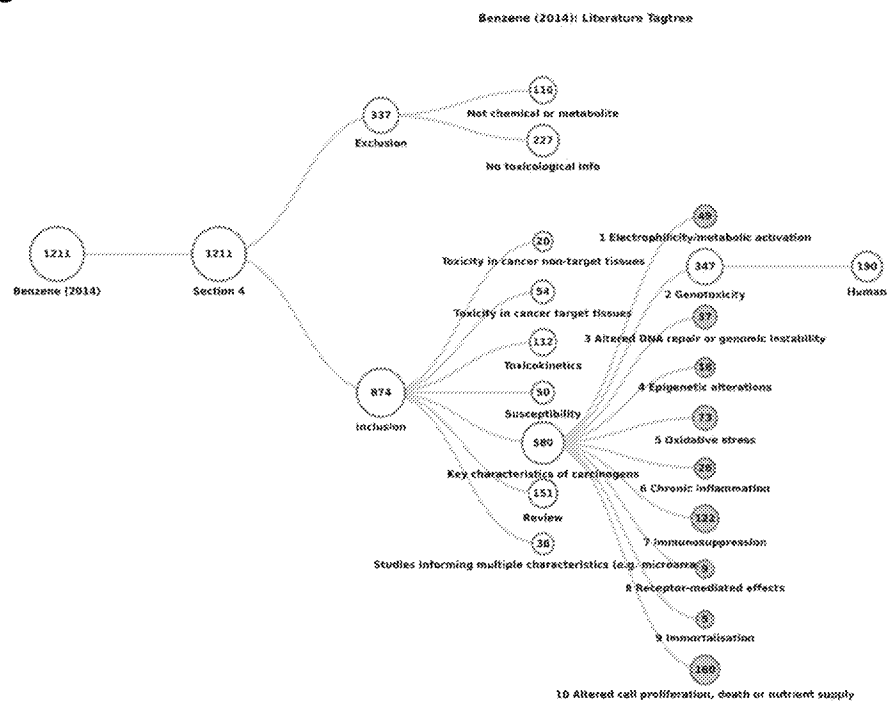 Benzene (2014): Literature Tagtree
1211
Benzene (2014)
1211
Section 4
337
Exclusion
Not chemical or metabolite
227
No toxicological info
874
Inclusion
20
Toxicity in cancer non-target tissues
54
Toxicity in cancer target tissues
112
Toxicokinetics
50
Susceptibility
580
Key characteristics of carcinogens
151
Review
36
Studies informing multiple characteristics (e.g. microarra
49
1 Electrophilicity/metabolic activation
347
2 Genotoxicity
190
Human
37
3 Altered DNA repair or genomic instability
4 Epigenetic alterations
73
5 Oxidative stress
26
6 Chronic inflammation
122
7 Immunosuppression
8 Receptor-mediated effects
9 Immortalisation
160
10 Altered cell proliferation, death or nutrient supply